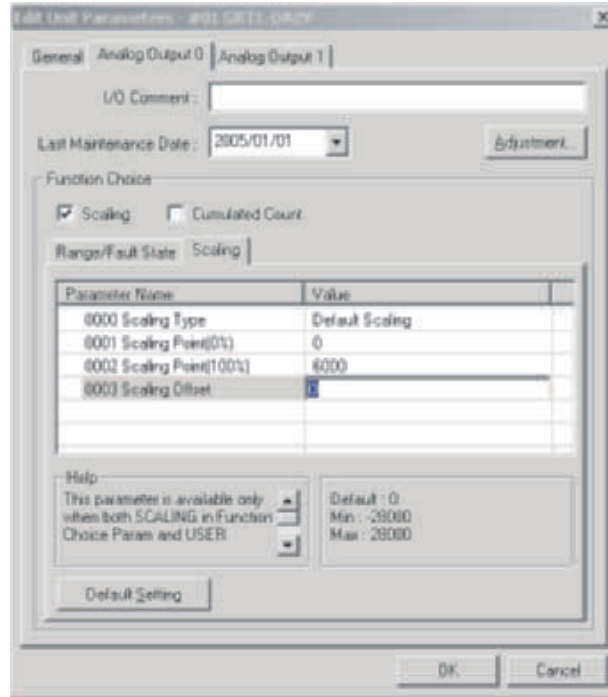 Edit Unit Parameters - #01 GRT1-DA2V
General Analog Output 0 Analog Output 1
I/O Comment :
Last Maintenance Date : 2005/01/01 Adjustment...
Function Choice
Scaling Cumulated Count
Range/Fault State Scaling
Parameter Name Value
0000 Scaling Type Default Scaling
0001 Scaling Point(0%) 0
0002 Scaling Point(100%) 6000
0003 Scaling Offset 0
Help
This parameter is available only
when both SCALING in Function
Choice Param and USER
Default : 0
Min : -28000
Max : 28000
Default Setting
OK Cancel